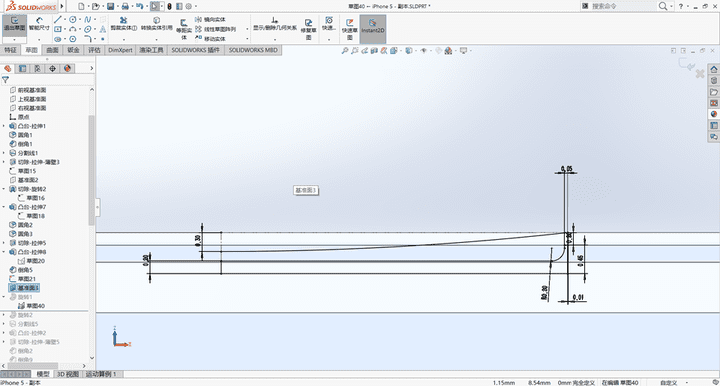 SOLIDWORKS
草图40 ← iPhone 5 - 副本.SLDPRT *
搜索命令
退出草图
智能尺寸
剪裁实体(T)
转换实体引用
等距实体
镜向实体
线性草图阵列
移动实体
显示/删除几何关系
修复草图
快速...
快速草图
Instant2D
特征 草图 曲面 钣金 评估 DimXpert 渲染工具 SOLIDWORKS 插件 SOLIDWORKS MBD
前视基准面
上视基准面
右视基准面
原点
凸台-拉伸1
圆角1
倒角1
分割线1
切除-拉伸-薄壁3
草图15
基准面2
切除-旋转2
草图16
凸台-拉伸7
草图18
圆角2
圆角3
切除-拉伸5
凸台-拉伸8
草图20
倒角5
草图21
基准面3
旋转1
草图40
旋转2
分割线5
凸台-拉伸2
切除-拉伸5
倒角2
倒角9
基准面3
0.05
0.30
0.45
R0.30
0.01
模型 3D 视图 运动算例 1
iPhone 5 - 副本
1.15mm 8.54mm 0mm 完全定义 在编辑 草图40 自定义